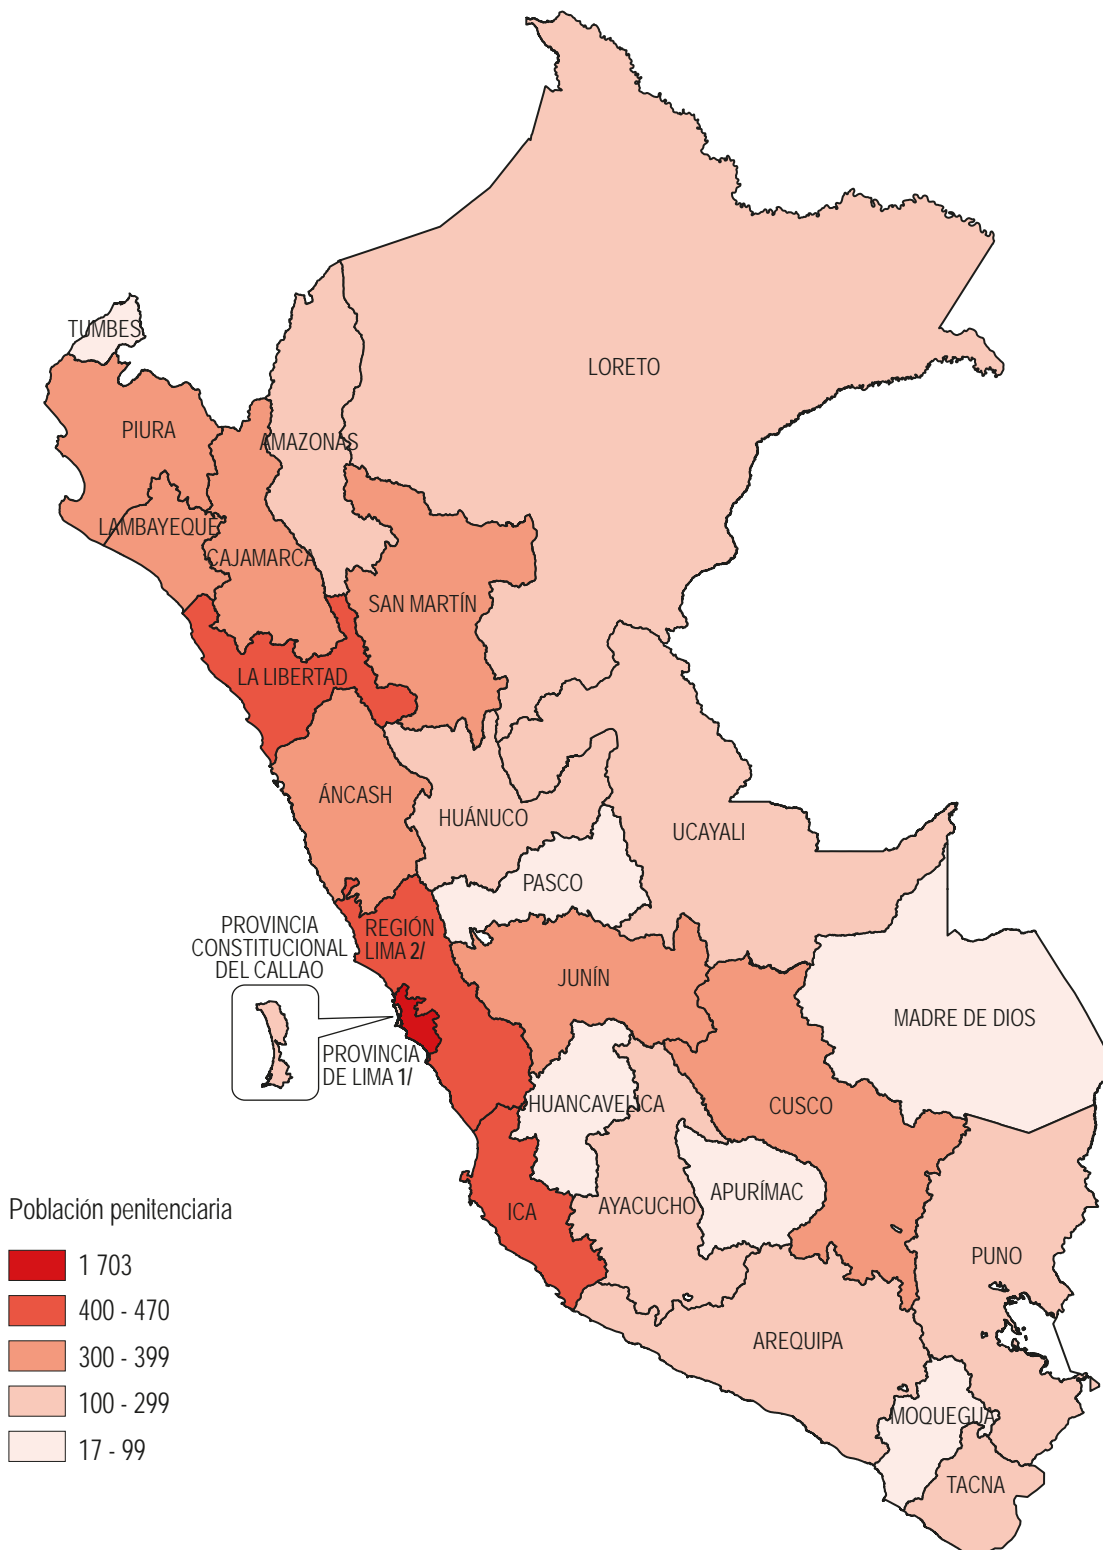 TUMBES
LORETO
PIURA
AMAZONAS
LAMBAYEQUE
CAJAMARCA
SAN MARTÍN
LA LIBERTAD
ÁNCASH
HUÁNUCO
UCAYALI
PASCO
PROVINCIA
CONSTITUCIONAL
DEL CALLAO
REGIÓN
LIMA 2/
JUNÍN
MADRE DE DIOS
PROVINCIA
DE LIMA 1/
HUANCAVELICA
CUSCO
APURÍMAC
AYACUCHO
ICA
PUNO
AREQUIPA
MOQUEGUA
TACNA
Población penitenciaria
1 703
400 - 470
300 - 399
100 - 299
17 - 99